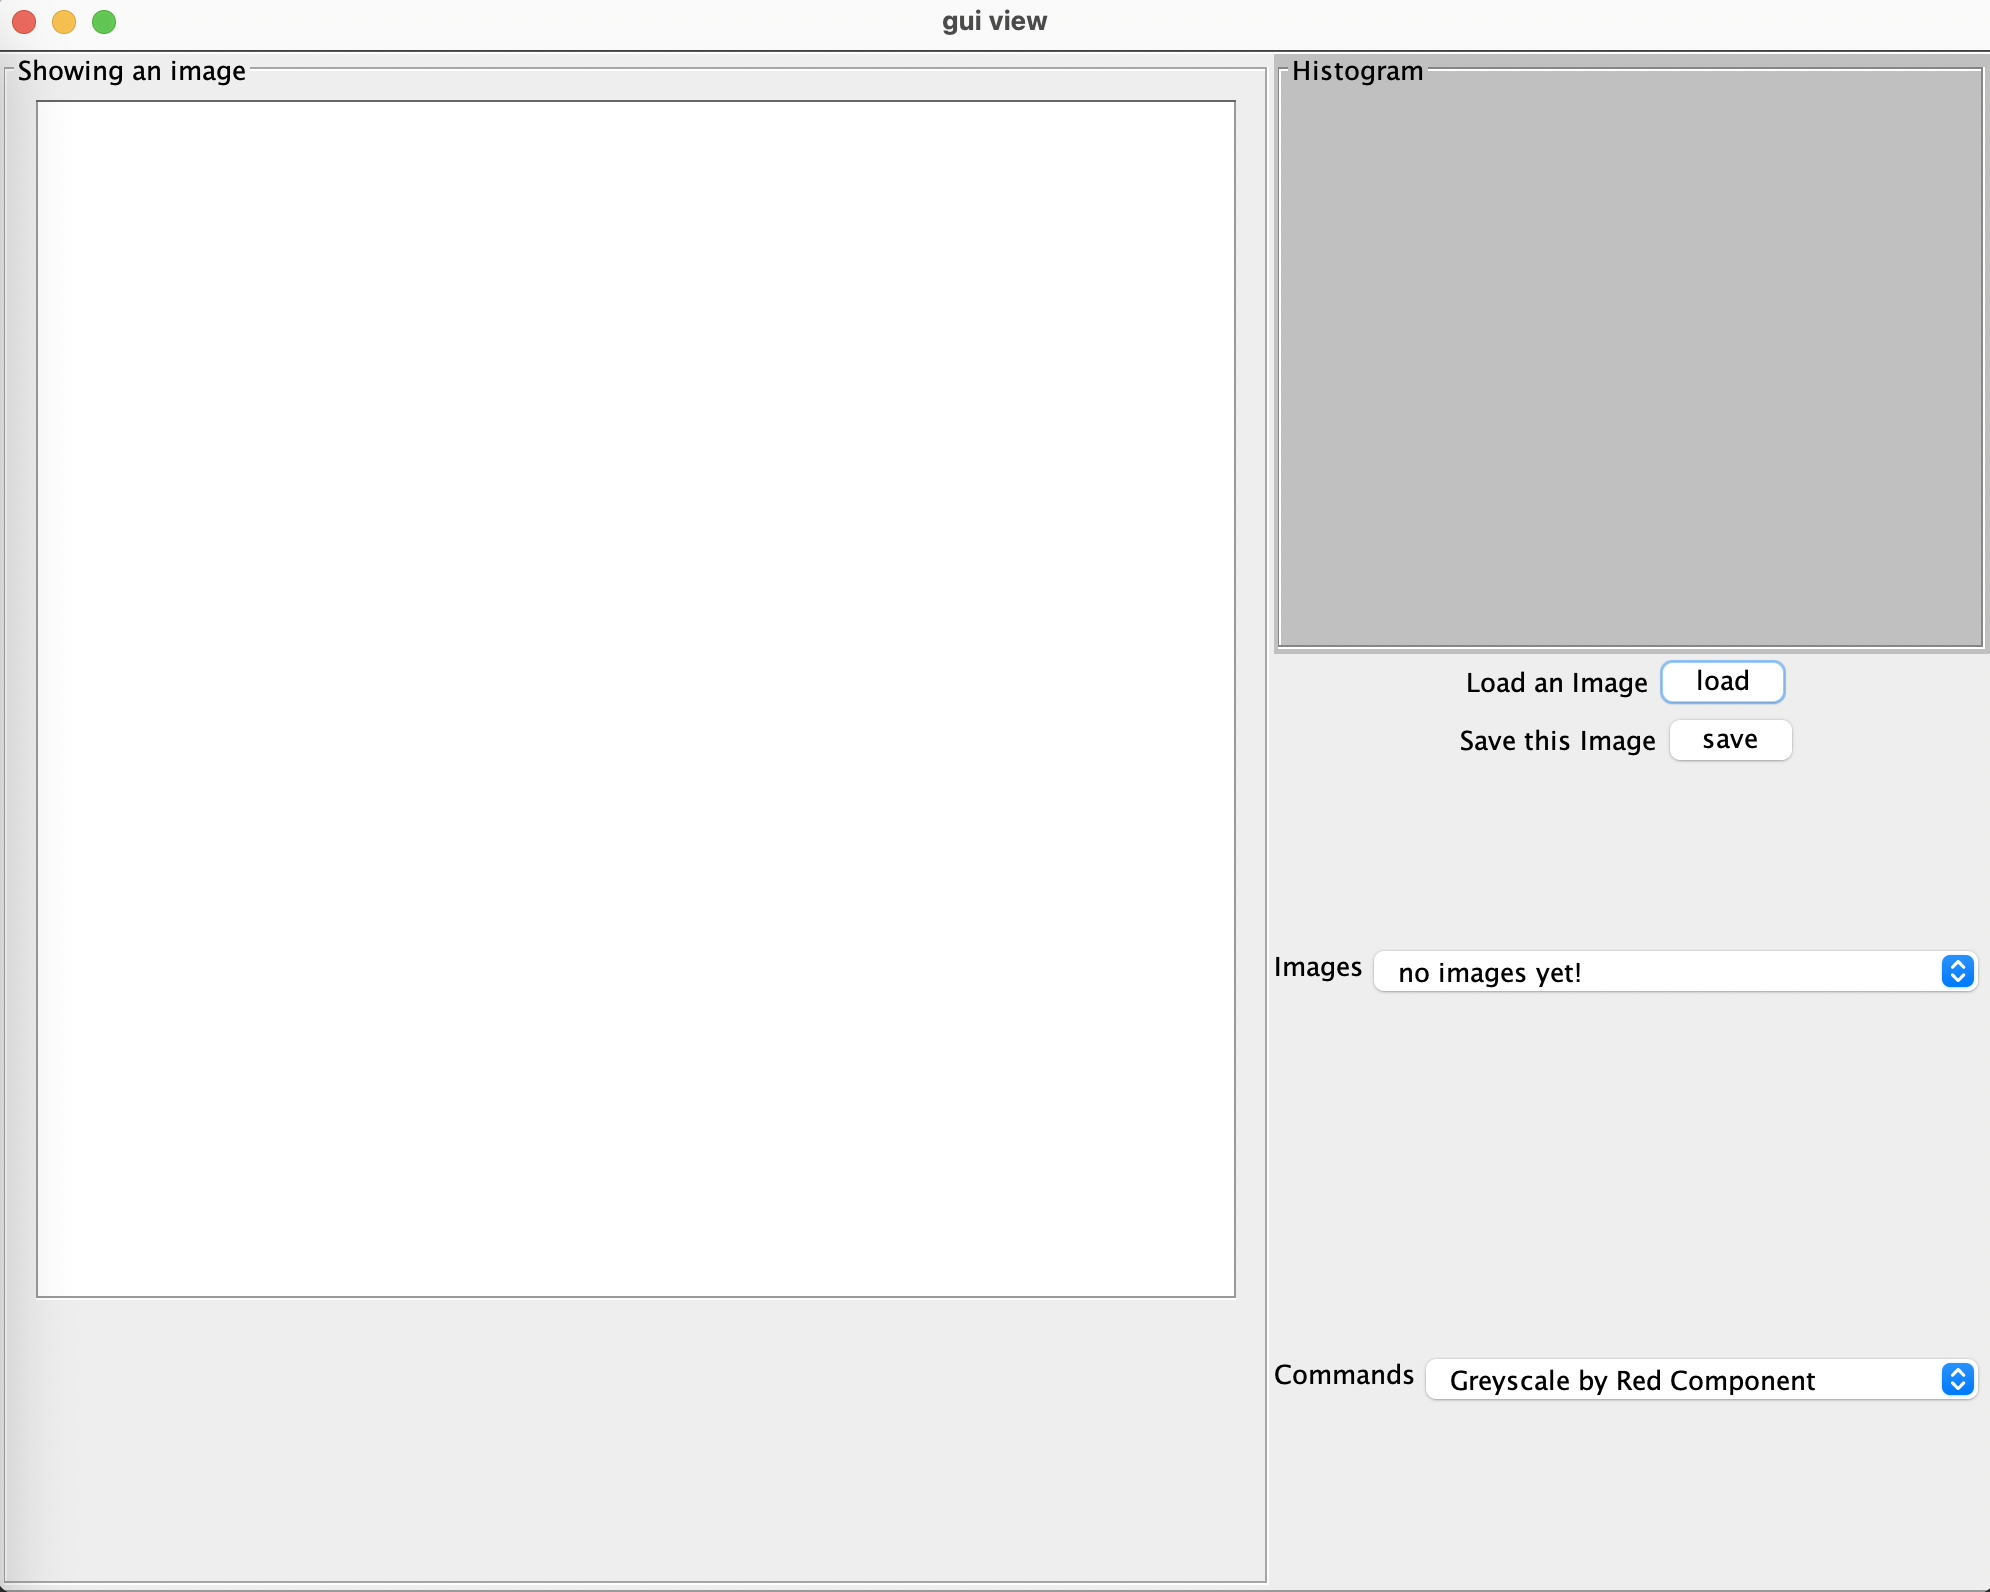 gui view
Showing an image
Histogram
Load an Image load
Save this Image save
Images no images yet!
Commands Greyscale by Red Component